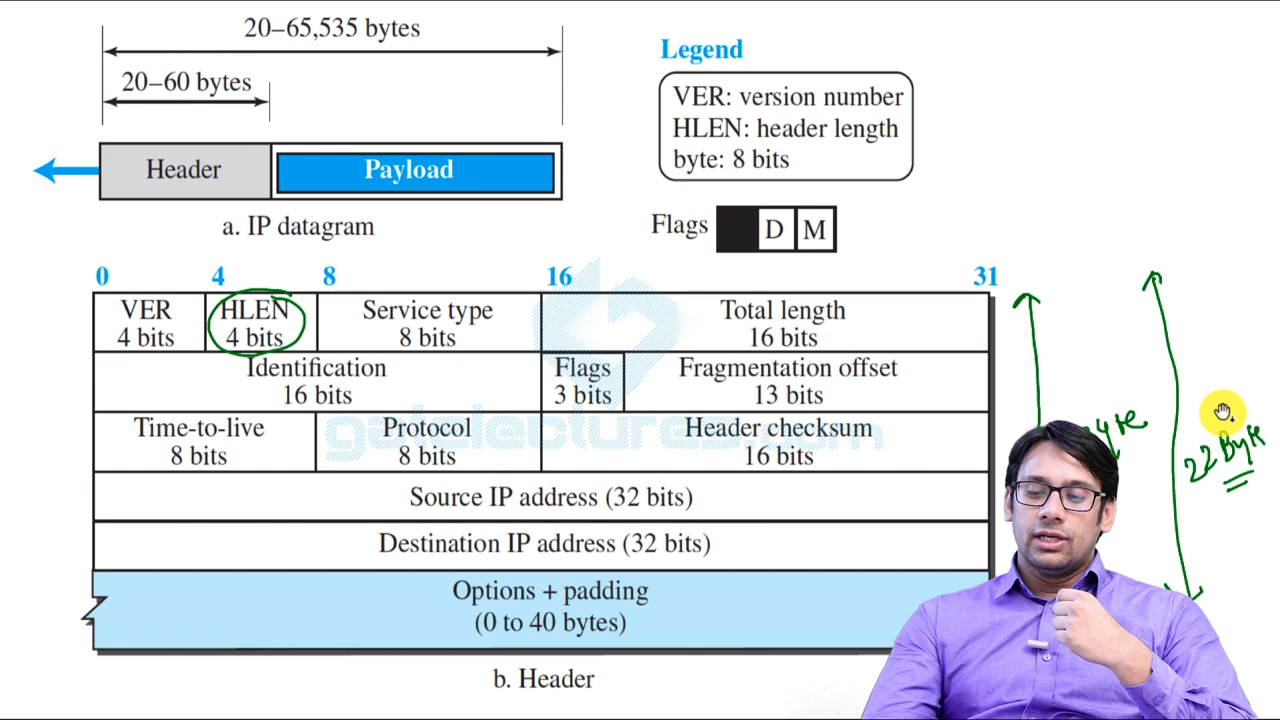 20–65,535 bytes
20–60 bytes
Header
Payload
a. IP datagram
Legend
VER: version number
HLEN: header length
byte: 8 bits
Flags
D M
0 4 8 16 31
VER
4 bits
HLEN
4 bits
Service type
8 bits
Total length
16 bits
Identification
16 bits
Flags
3 bits
Fragmentation offset
13 bits
Time-to-live
8 bits
Protocol
8 bits
Header checksum
16 bits
Source IP address (32 bits)
Destination IP address (32 bits)
Options + padding
(0 to 40 bytes)
b. Header
22 Byte
gatelectures.com